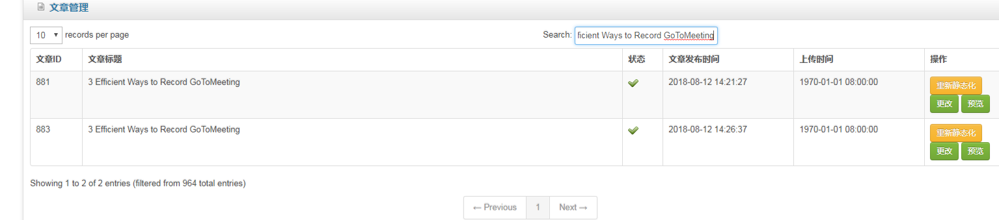 文章管理
10 records per page Search: ficient Ways to Record GoToMeeting
文章ID 文章标题 状态 文章发布时间 上传时间 操作
881 3 Efficient Ways to Record GoToMeeting 2018-08-12 14:21:27 1970-01-01 08:00:00 重新静态化
更改 预览
883 3 Efficient Ways to Record GoToMeeting 2018-08-12 14:26:37 1970-01-01 08:00:00 重新静态化
更改 预览
Showing 1 to 2 of 2 entries (filtered from 964 total entries)
← Previous 1 Next →